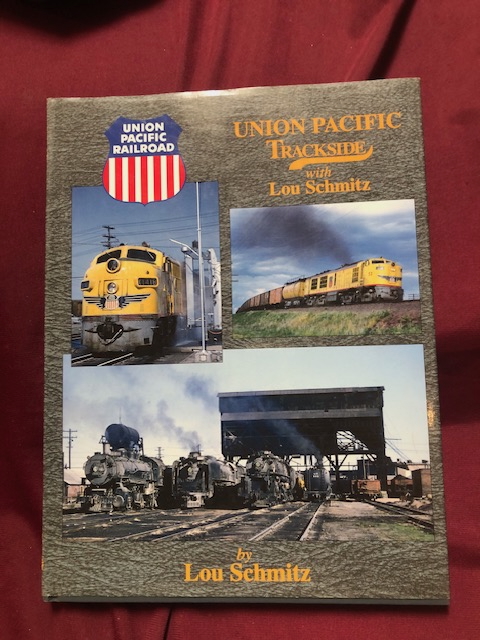 UNION
PACIFIC
RAILROAD
UNION PACIFIC
TRACKSIDE
with
Lou Schmitz
by
Lou Schmitz